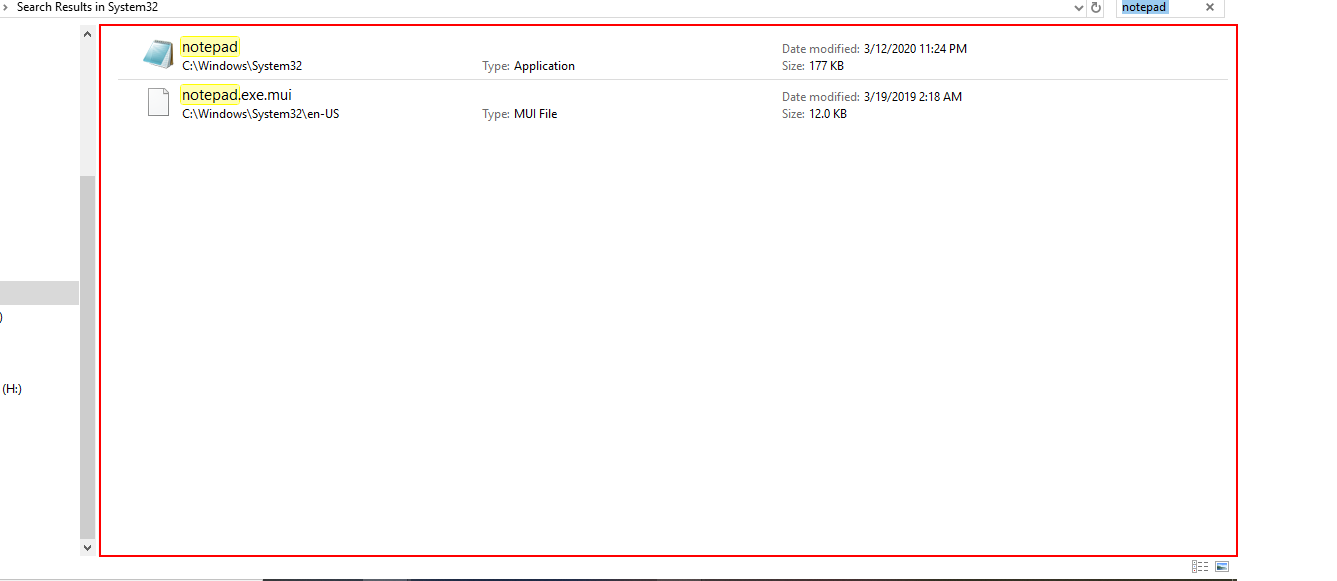 Search Results in System32
notepad
notepad
C:\Windows\System32
Type: Application
Date modified: 3/12/2020 11:24 PM
Size: 177 KB
notepad.exe.mui
C:\Windows\System32\en-US
Type: MUI File
Date modified: 3/19/2019 2:18 AM
Size: 12.0 KB
)
(H:)